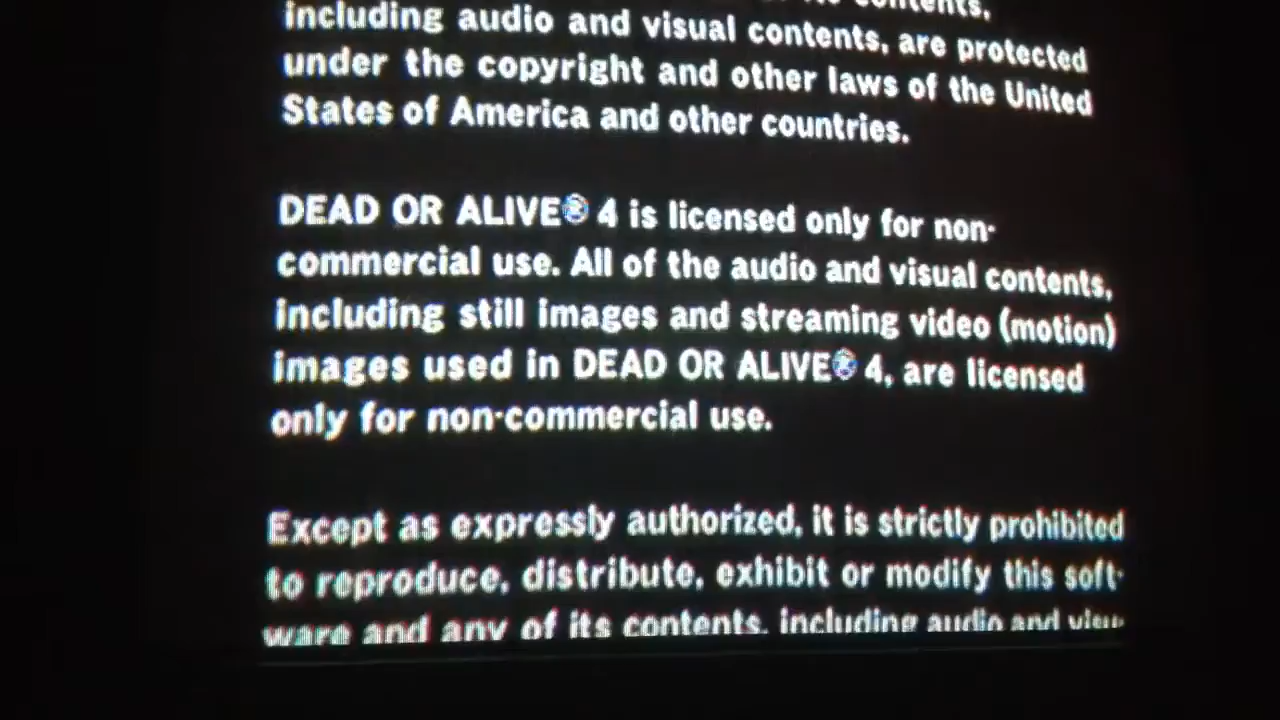 contents,
including audio and visual contents, are protected
under the copyright and other laws of the United
States of America and other countries.
DEAD OR ALIVE® 4 is licensed only for non-
commercial use. All of the audio and visual contents,
including still images and streaming video (motion)
images used in DEAD OR ALIVE® 4, are licensed
only for non-commercial use.
Except as expressly authorized, it is strictly prohibited
to reproduce, distribute, exhibit or modify this soft-
ware and any of its contents, including audio and